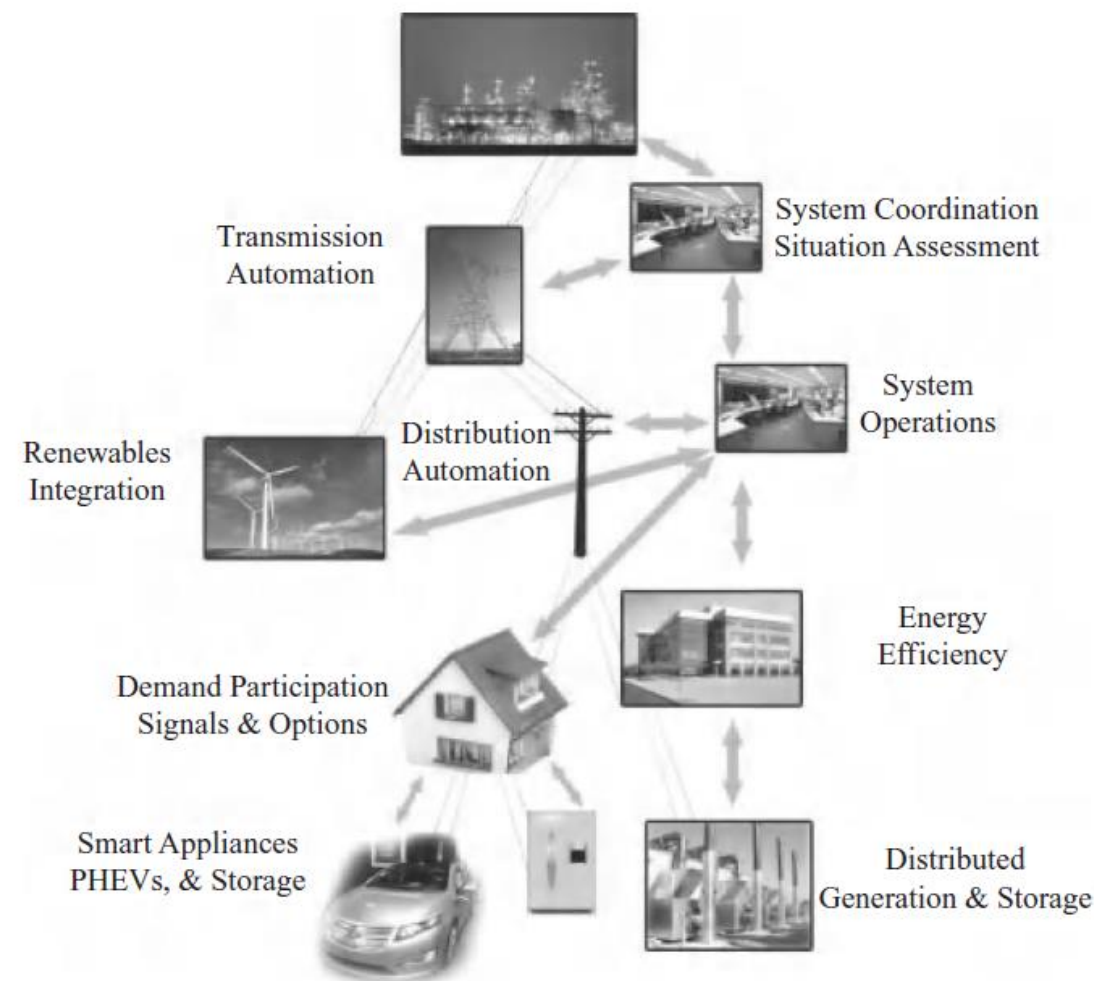 System Coordination
Situation Assessment
Transmission
Automation
System
Operations
Distribution
Automation
Renewables
Integration
Energy
Efficiency
Demand Participation
Signals & Options
Smart Appliances
PHEVs, & Storage
Distributed
Generation & Storage